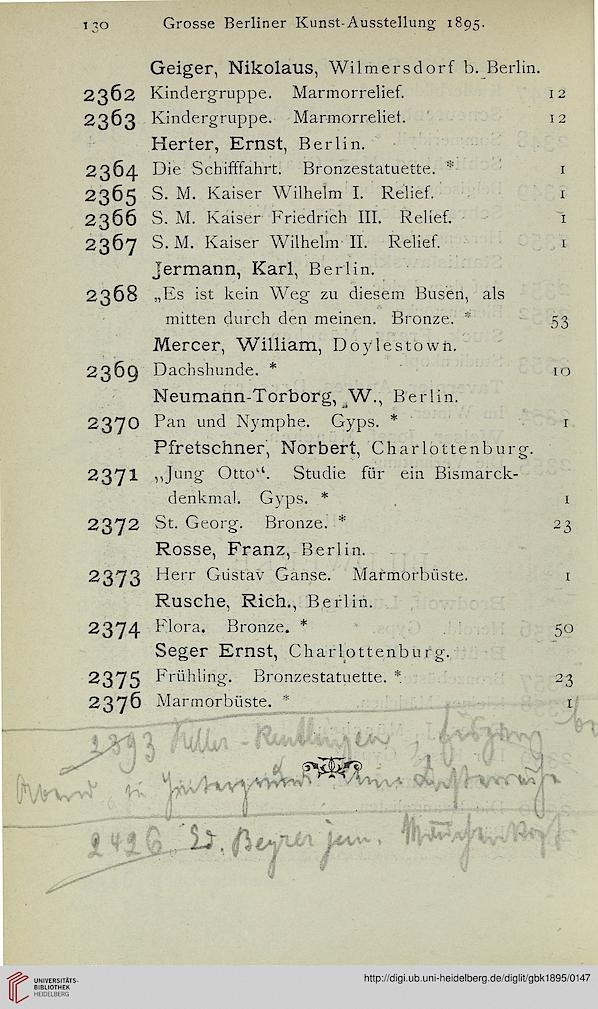 130 Grosse Berliner Kunst-Ausstellung 1895.
Geiger, Nikolaus, Wilmersdorf b. Berlin.
2362 Kindergruppe. Marmorrelief. 12
2363 Kindergruppe. Marmorrelief. 12
Herter, Ernst, Berlin.
2364 Die Schifffahrt. Bronzestatuette. * 1
2365 S. M. Kaiser Wilhelm I. Relief. 1
2366 S. M. Kaiser Friedrich III. Relief. 1
2367 S. M. Kaiser Wilhelm II. Relief. 1
Jermann, Karl, Berlin.
2368 „Es ist kein Weg zu diesem Busen, als
mitten durch den meinen. Bronze. * 53
Mercer, William, Doylestown.
2369 Dachshunde. * 10
Neumann-Torborg, W., Berlin.
2370 Pan und Nymphe. Gyps. * 1
Pfretschner, Norbert, Charlottenburg.
2371 „Jung Otto“. Studie für ein Bismarck-
denkmal. Gyps. * 1
2372 St. Georg. Bronze. * 23
Rosse, Franz, Berlin.
2373 Herr Gustav Ganse. Marmorbüste. 1
Rusche, Rich., Berlin.
2374 Flora. Bronze. * 50
Seger Ernst, Charlottenburg.
2375 Frühling. Bronzestatuette. * 23
2376 Marmorbüste. * 1
2393 Keller - Reutlingen,
Abend
2426. Ed. Beyrer jun.
UNIVERSITÄTS-
BIBLIOTHEK
HEIDELBERG
http://digi.ub.uni-heidelberg.de/diglit/gbk1895/0147